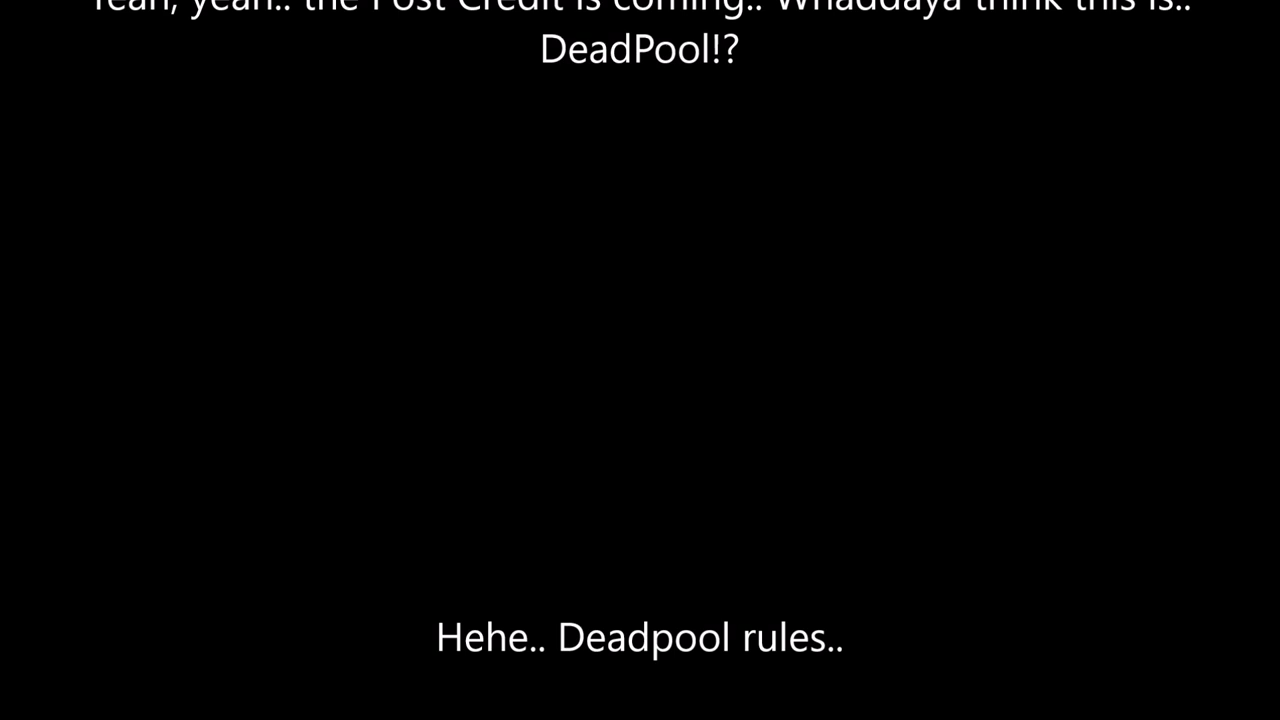 Yeah, yeah.. the Post Credit is coming.. Whaddaya think this is..
DeadPool!?
Hehe.. Deadpool rules..